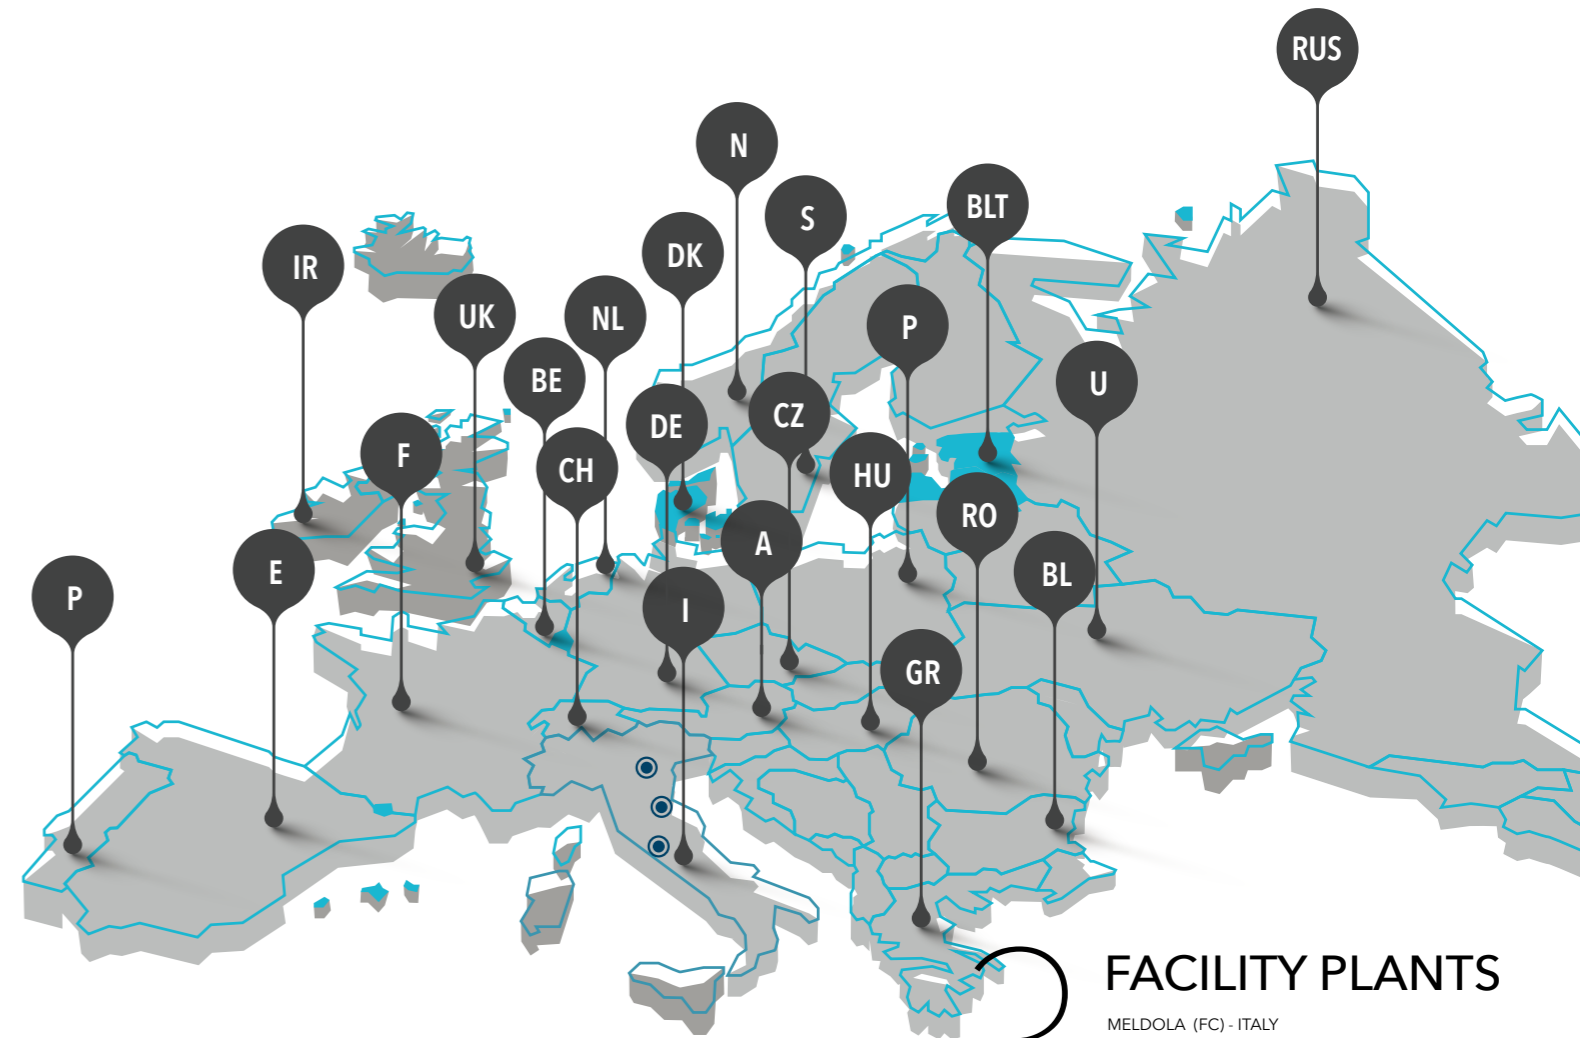 RUS
N
S
BLT
DK
IR
UK
NL
P
BE
DE
CZ
U
F
CH
HU
RO
A
E
BL
P
I
GR
FACILITY PLANTS
MELDOLA (FC) - ITALY